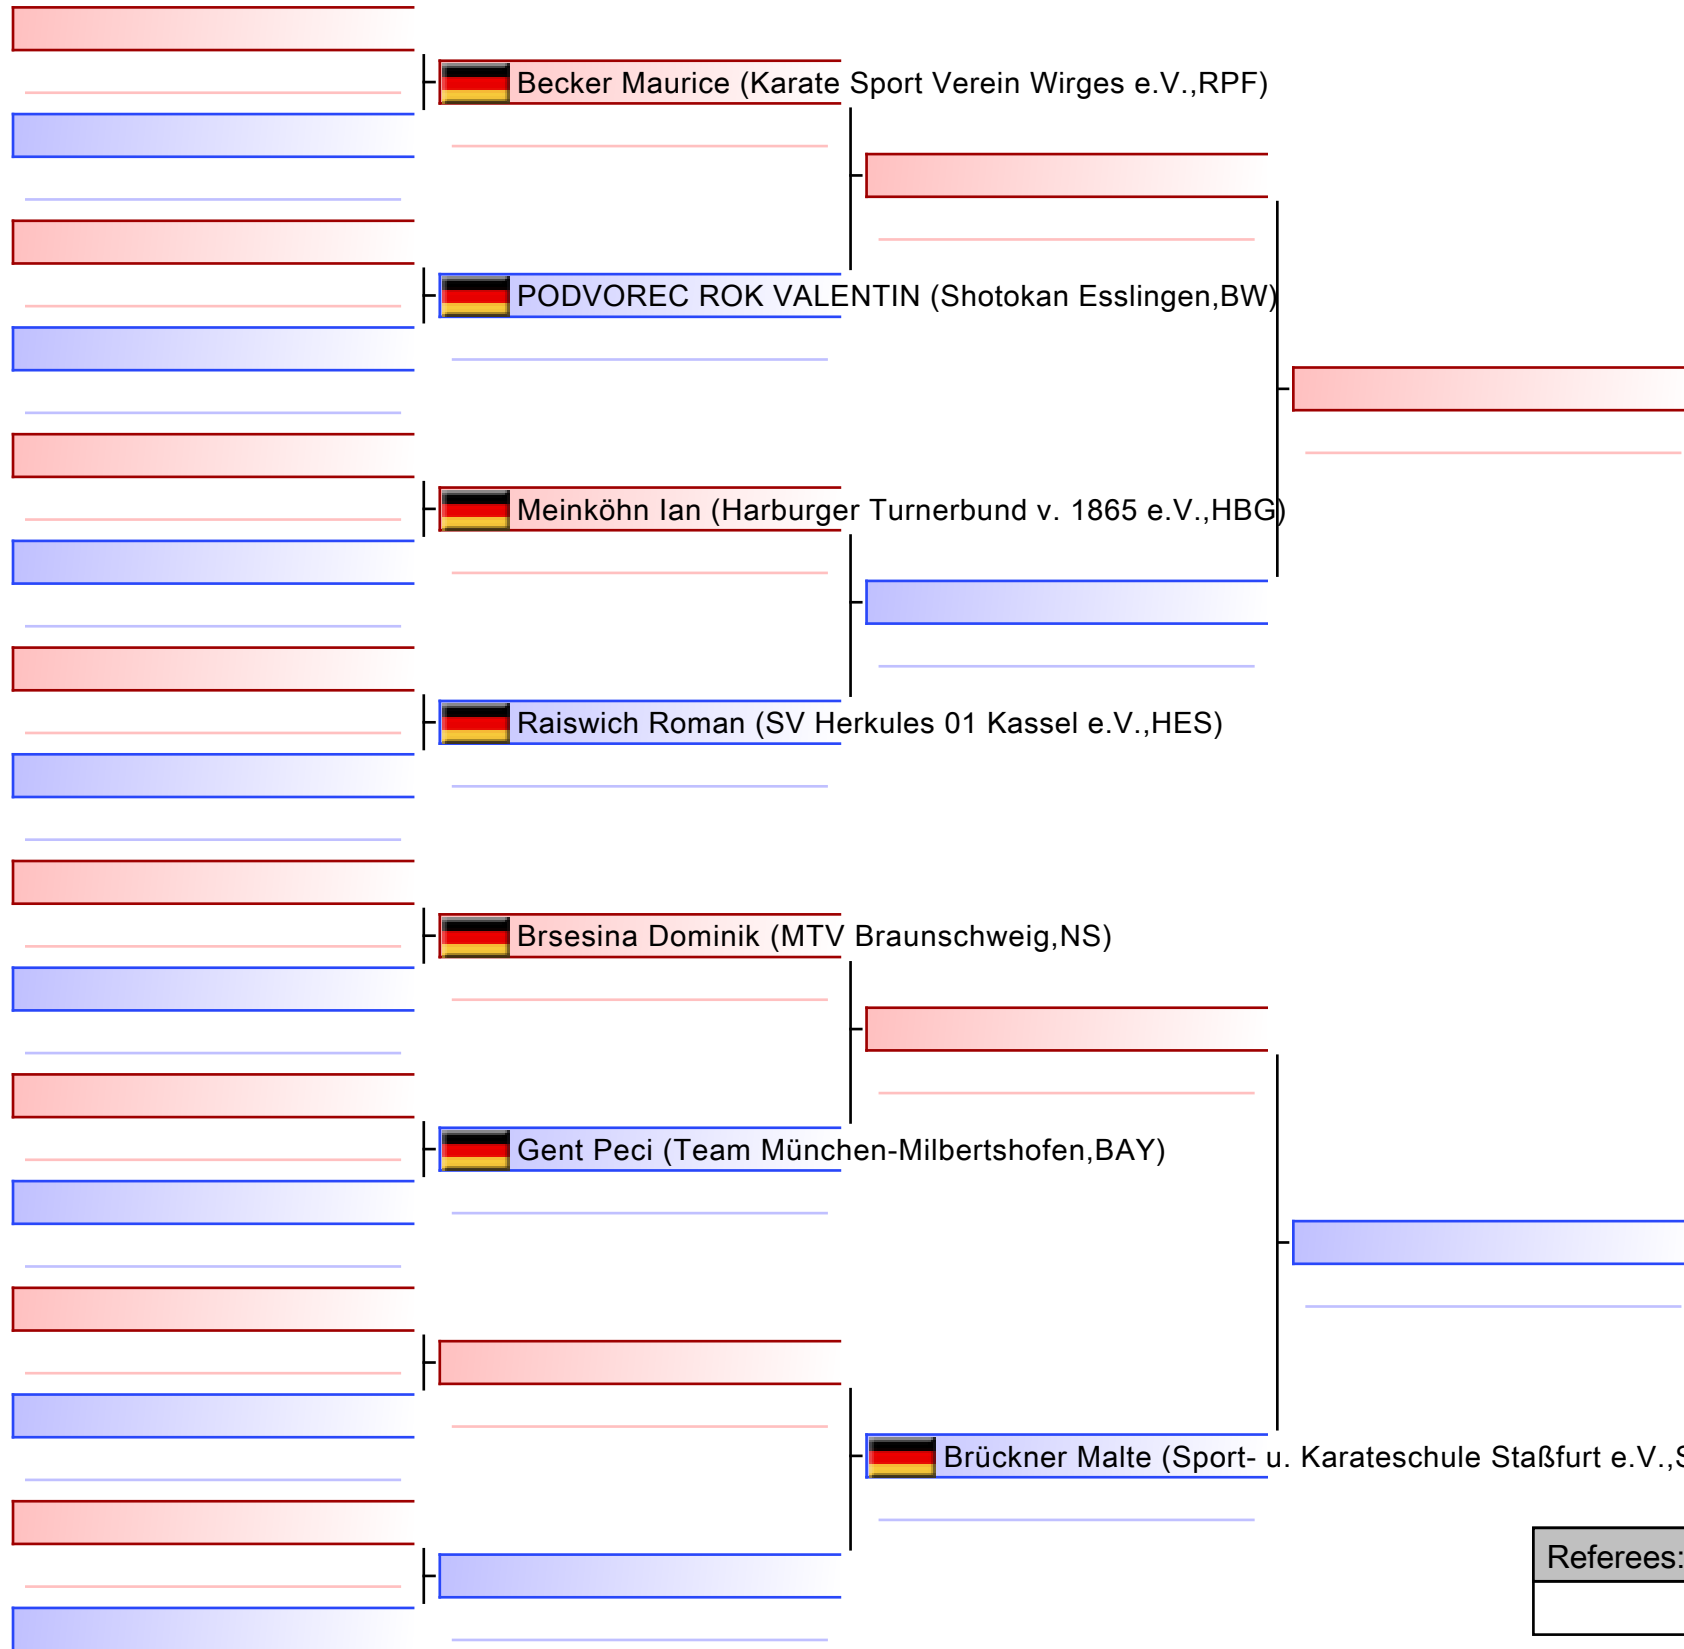 Becker Maurice (Karate Sport Verein Wirges e.V.,RPF)
PODVOREC ROK VALENTIN (Shotokan Esslingen,BW)
Meinköhn Ian (Harburger Turnerbund v. 1865 e.V.,HBG)
Raiswich Roman (SV Herkules 01 Kassel e.V.,HES)
Brsesina Dominik (MTV Braunschweig,NS)
Gent Peci (Team München-Milbertshofen,BAY)
Brückner Malte (Sport- u. Karateschule Staßfurt e.V.,
Referees: